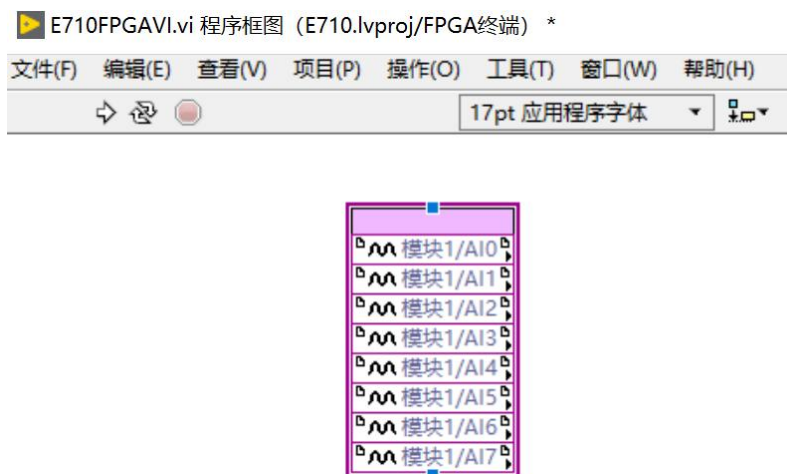 E710FPGAVI.vi 程序框图（E710.lvproj/FPGA终端） *
文件(F) 编辑(E) 查看(V) 项目(P) 操作(O) 工具(T) 窗口(W) 帮助(H)
17pt 应用程序字体
模块1/AI0
模块1/AI1
模块1/AI2
模块1/AI3
模块1/AI4
模块1/AI5
模块1/AI6
模块1/AI7